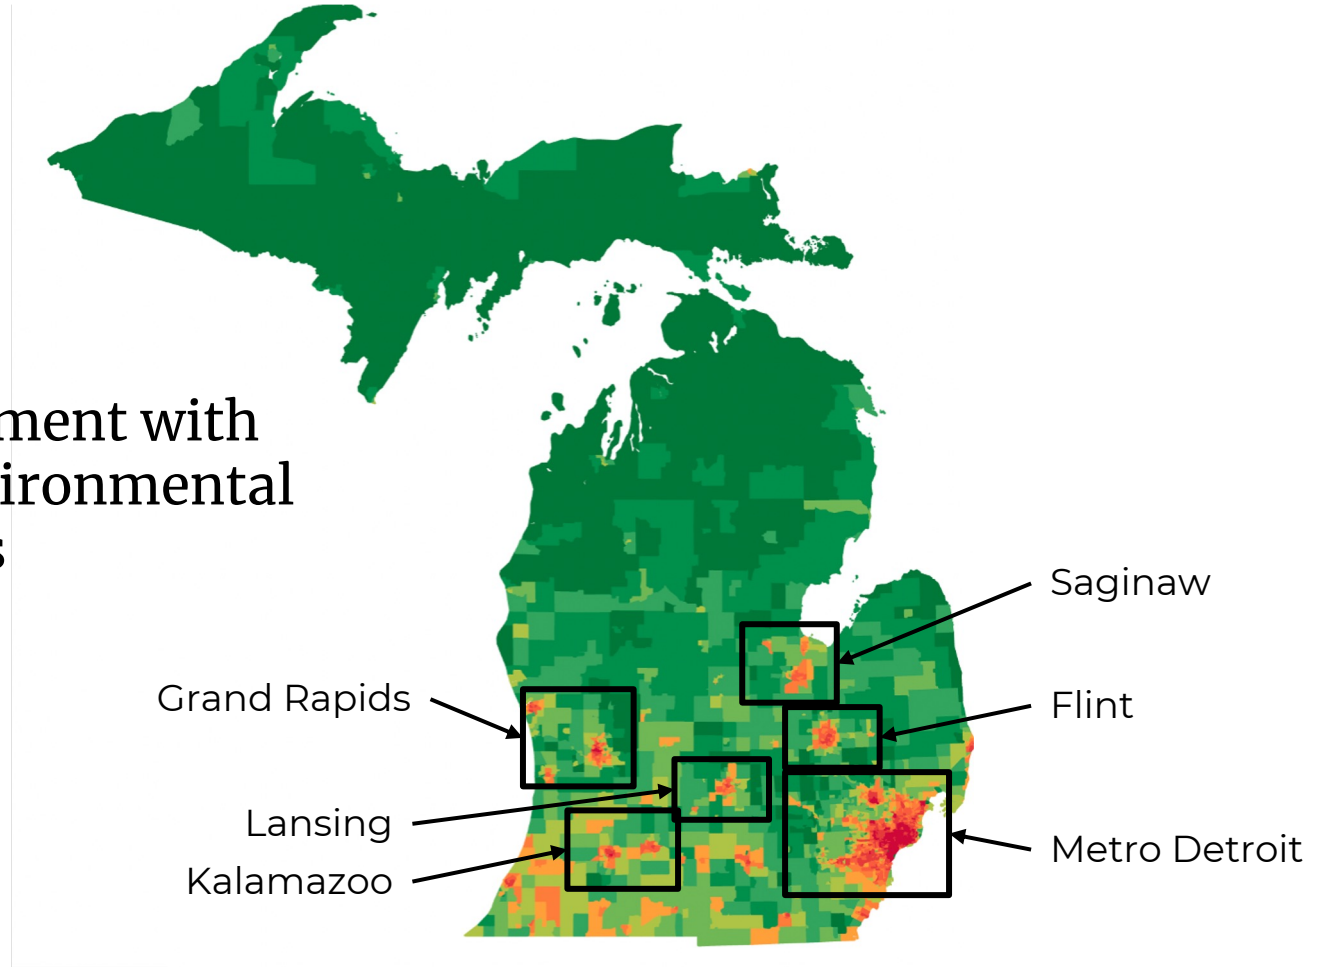 ment with
ironmental
s
Saginaw
Grand Rapids
Flint
Lansing
Metro Detroit
Kalamazoo